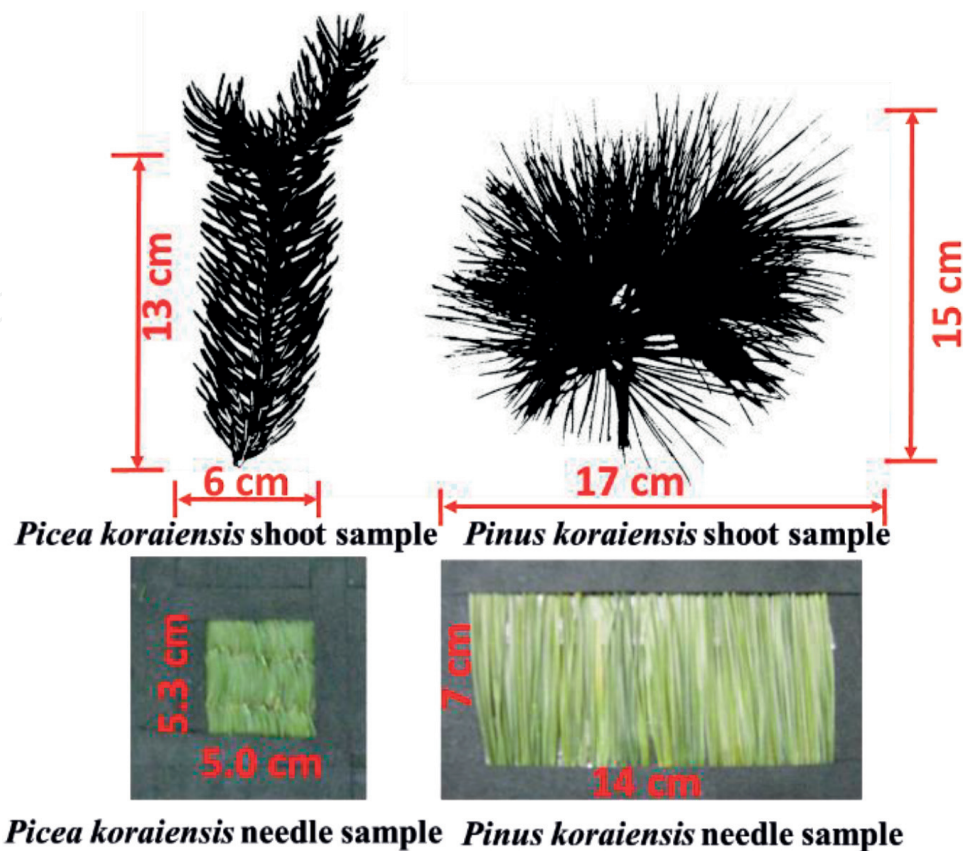 13 cm
15 cm
6 cm
17 cm
Picea koraiensis shoot sample
Pinus koraiensis shoot sample
5.3 cm
7 cm
5.0 cm
14 cm
Picea koraiensis needle sample
Pinus koraiensis needle sample